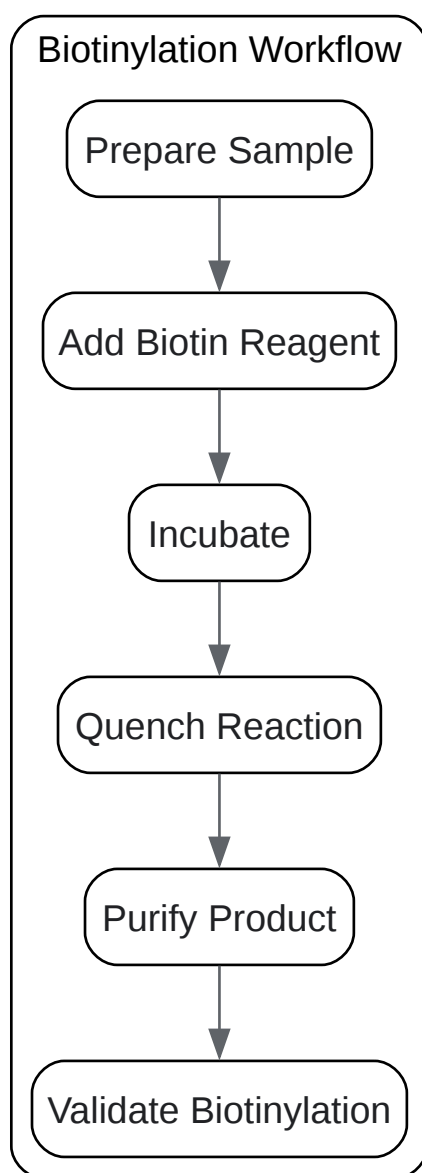 Biotinylation Workflow
Prepare Sample
Add Biotin Reagent
Incubate
Quench Reaction
Purify Product
Validate Biotinylation